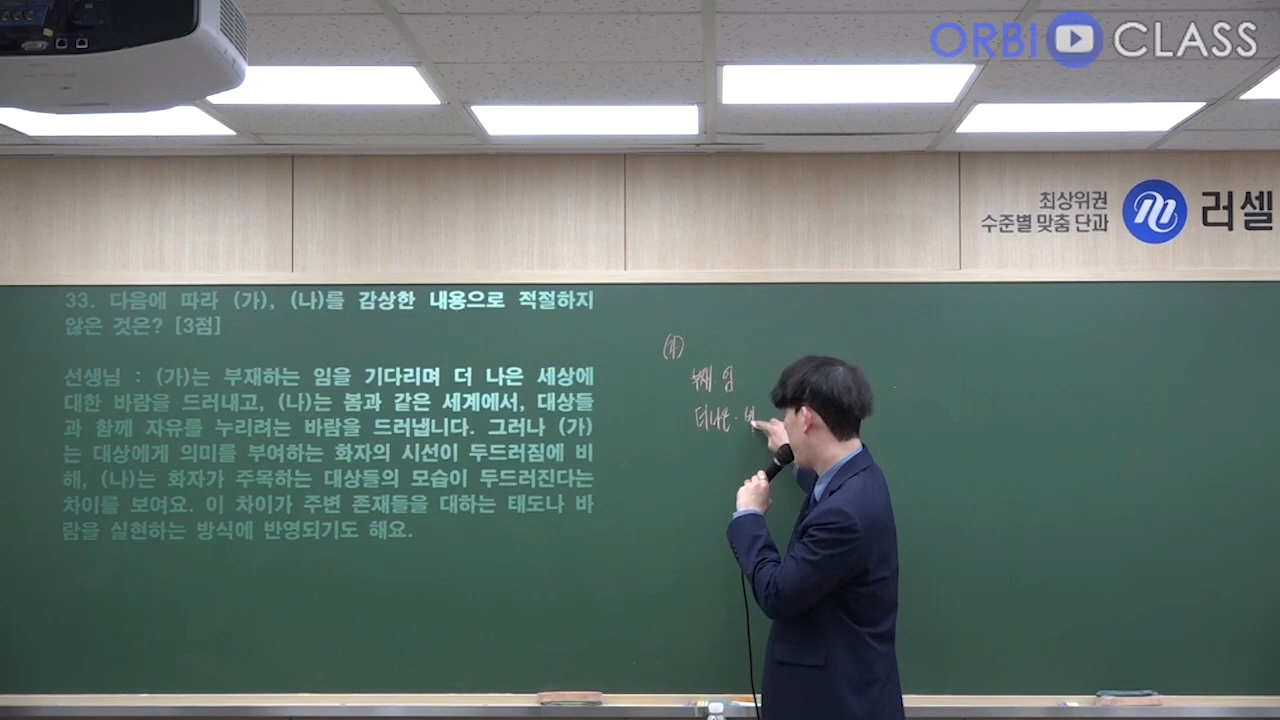 ORBI CLASS
최상위권
수준별 맞춤 단과
러셀
33. 다음에 따라 (가), (나)를 감상한 내용으로 적절하지
않은 것은? [3점]
선생님 : (가)는 부재하는 임을 기다리며 더 나은 세상에
대한 바람을 드러내고, (나)는 봄과 같은 세계에서, 대상들
과 함께 자유를 누리려는 바람을 드러냅니다. 그러나 (가)
는 대상에게 의미를 부여하는 화자의 시선이 두드러짐에 비
해, (나)는 화자가 주목하는 대상들의 모습이 두드러진다는
차이를 보여요. 이 차이가 주변 존재들을 대하는 태도나 바
람을 실현하는 방식에 반영되기도 해요.
(가)
부재 임
더나은